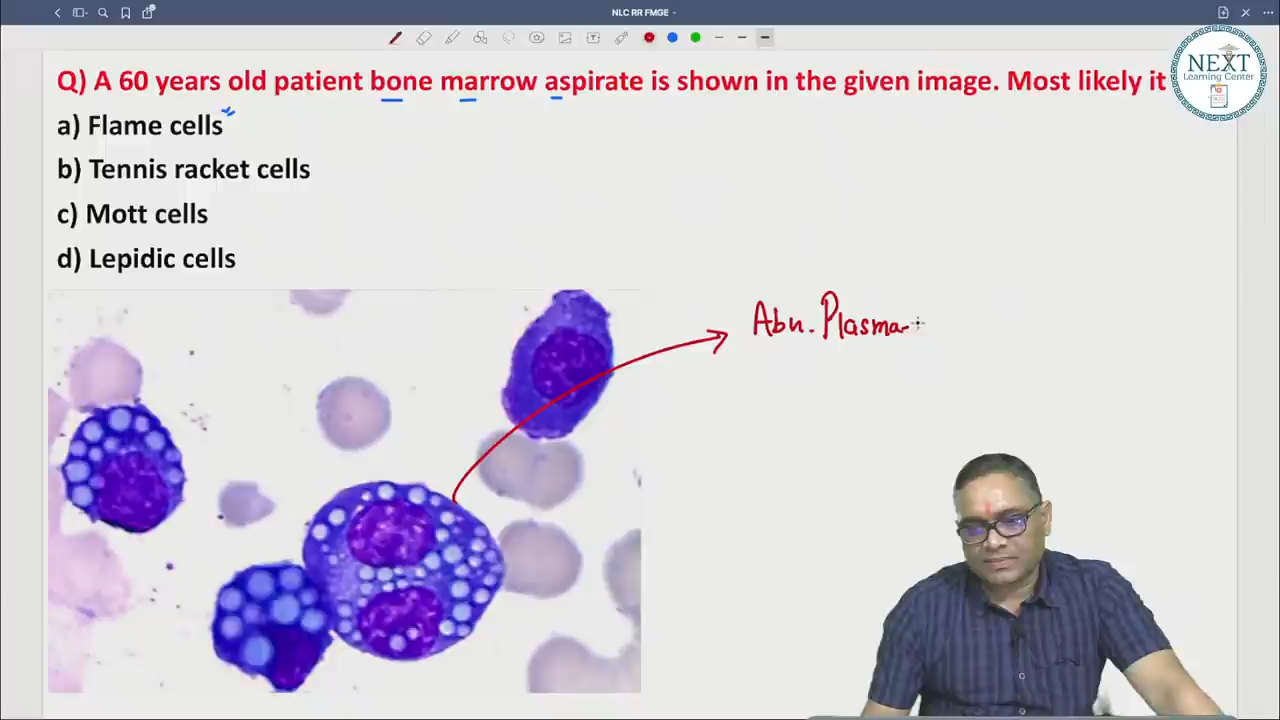 NLC RR FMGE
NEXT
Learning Center
Q) A 60 years old patient bone marrow aspirate is shown in the given image. Most likely it
a) Flame cells
b) Tennis racket cells
c) Mott cells
d) Lepidic cells
Abn. Plasma